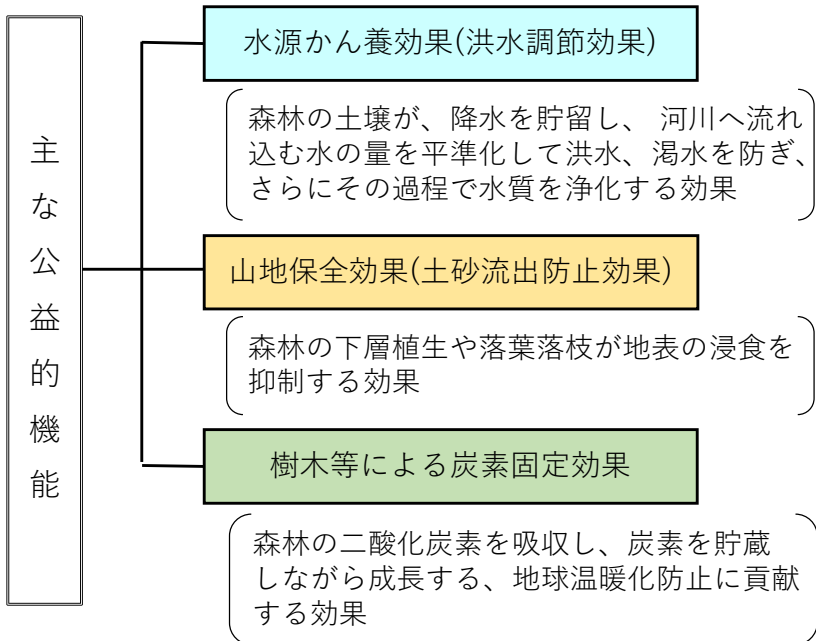 主な公益的機能
水源かん養効果(洪水調節効果)
森林の土壌が、降水を貯留し、 河川へ流れ
込む水の量を平準化して洪水、渇水を防ぎ、
さらにその過程で水質を浄化する効果
山地保全効果(土砂流出防止効果)
森林の下層植生や落葉落枝が地表の浸食を
抑制する効果
樹木等による炭素固定効果
森林の二酸化炭素を吸収し、炭素を貯蔵
しながら成長する、地球温暖化防止に貢献
する効果